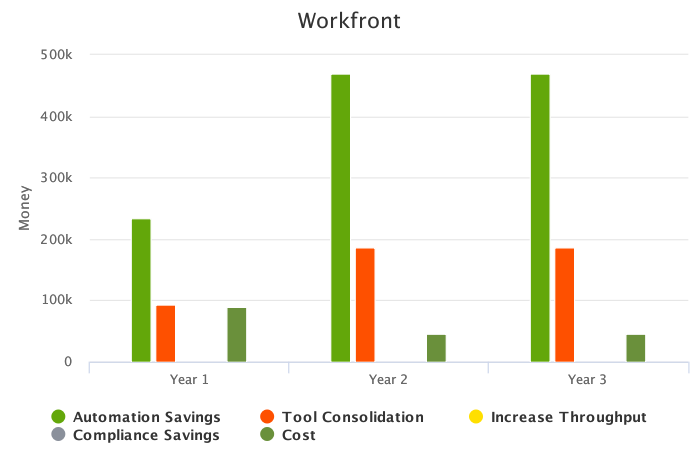 Workfront
500k
400k
300k
200k
100k
0
Money
Year 1 Year 2 Year 3
Automation Savings Tool Consolidation Increase Throughput
Compliance Savings Cost